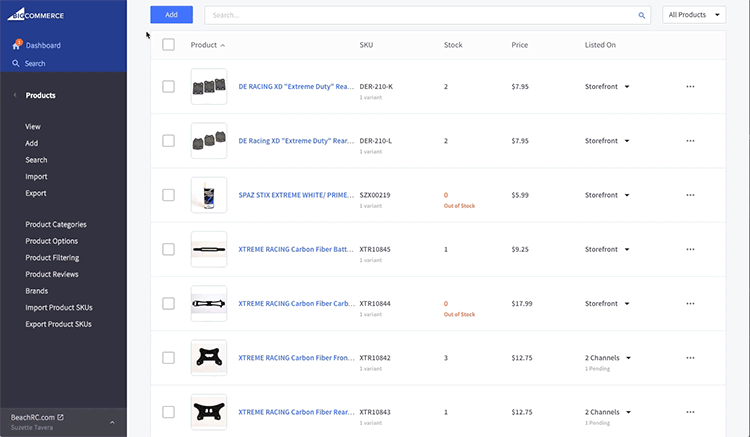 BIGCOMMERCE
Dashboard
Search
Products
View
Add
Search
Import
Export
Product Categories
Product Options
Product Filtering
Product Reviews
Brands
Import Product SKUs
Export Product SKUs
BeachRC.com
Suzette Tavera
Add
Search...
All Products
Product SKU Stock Price Listed On
DE RACING XD "Extreme Duty" Rea... DER-210-K 2 $7.95 Storefront
1 variant
DE Racing XD "Extreme Duty" Rear... DER-210-L 2 $7.95 Storefront
1 variant
SPAZ STIX EXTREME WHITE/ PRIME... SZX00219 0 $5.99 Storefront
1 variant Out of Stock
XTREME RACING Carbon Fiber Batt... XTR10845 1 $9.25 Storefront
1 variant
XTREME RACING Carbon Fiber Carb... XTR10844 0 $17.99 Storefront
1 variant Out of Stock
XTREME RACING Carbon Fiber Fron... XTR10842 3 $12.75 2 Channels
1 variant 1 Pending
XTREME RACING Carbon Fiber Rear... XTR10843 1 $12.75 2 Channels
1 variant 1 Pending